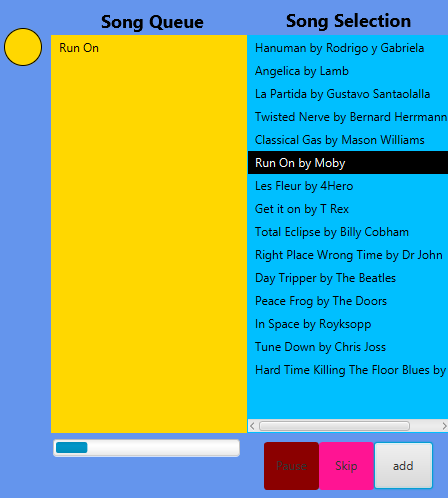 Song Queue
Run On
Song Selection
Hanuman by Rodrigo y Gabriela
Angelica by Lamb
La Partida by Gustavo Santaolalla
Twisted Nerve by Bernard Herrmann
Classical Gas by Mason Williams
Run On by Moby
Les Fleur by 4Hero
Get it on by T Rex
Total Eclipse by Billy Cobham
Right Place Wrong Time by Dr John
Day Tripper by The Beatles
Peace Frog by The Doors
In Space by Royksopp
Tune Down by Chris Joss
Hard Time Killing The Floor Blues by
Pause
Skip
add